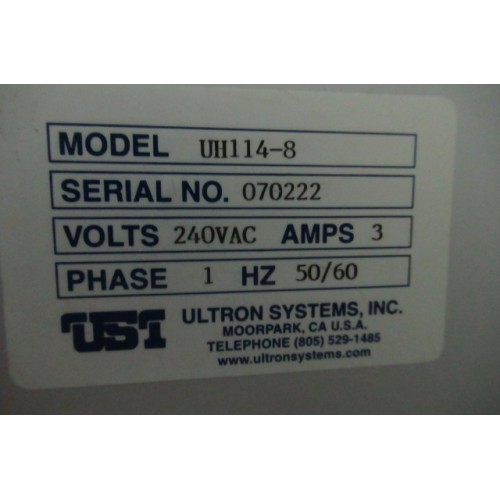 MODEL UH114-8
SERIAL NO. 070222
VOLTS 240VAC AMPS 3
PHASE 1 HZ 50/60
UST ULTRON SYSTEMS, INC.
MOORPARK, CA U.S.A.
TELEPHONE (805) 529-1485
www.ultronsystems.com